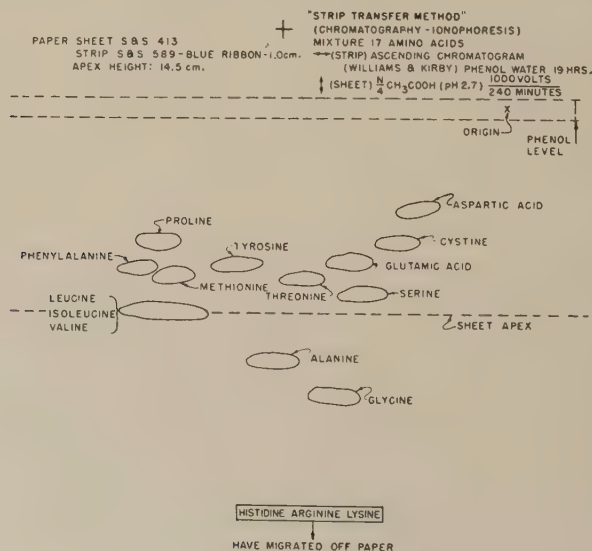 PAPER SHEET S & S 413
STRIP S & S 589-BLUE RIBBON-1.0cm.
APEX HEIGHT: 14.5 cm.
+
"STRIP TRANSFER METHOD"
(CHROMATOGRAPHY - IONOPHORESIS)
MIXTURE 17 AMINO ACIDS
(STRIP) ASCENDING CHROMATOGRAM
(WILLIAMS & KIRBY) PHENOL WATER 19 HRS.
(SHEET) N/4 CH3COOH (PH 2.7) 1000 VOLTS/240 MINUTES
X
ORIGIN
PHENOL
LEVEL
ASPARTIC ACID
PROLINE
CYSTINE
TYROSINE
PHENYLALANINE
GLUTAMIC ACID
METHIONINE
THREONINE
SERINE
LEUCINE
ISOLEUCINE
VALINE
SHEET APEX
ALANINE
GLYCINE
HISTIDINE ARGININE LYSINE
HAVE MIGRATED OFF PAPER